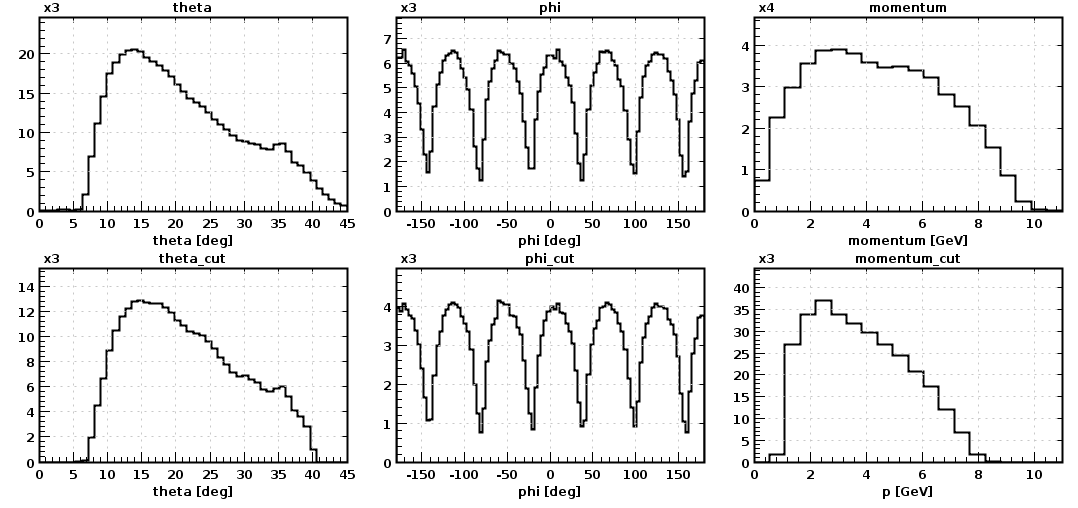 x3 theta
20
15
10
5
0
0 5 10 15 20 25 30 35 40 45
theta [deg]
x3 phi
7
6
5
4
3
2
1
0
-150 -100 -50 0 50 100 150
phi [deg]
x4 momentum
4
3
2
1
0
0 2 4 6 8 10
momentum [GeV]
x3 theta_cut
14
12
10
8
6
4
2
0
0 5 10 15 20 25 30 35 40 45
theta [deg]
x3 phi_cut
4
3
2
1
0
-150 -100 -50 0 50 100 150
phi [deg]
x3 momentum_cut
40
35
30
25
20
15
10
5
0
0 2 4 6 8 10
p [GeV]